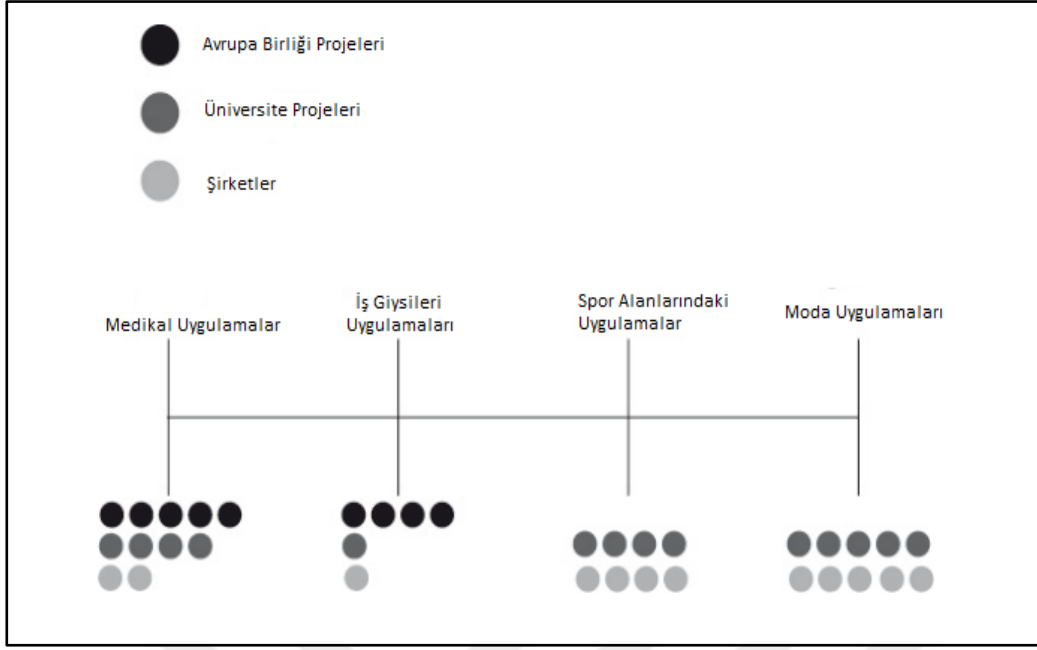 Avrupa Birliği Projeleri
Üniversite Projeleri
Şirketler
Medikal Uygulamalar
İş Giysileri
Uygulamaları
Spor Alanlarındaki
Uygulamalar
Moda Uygulamaları